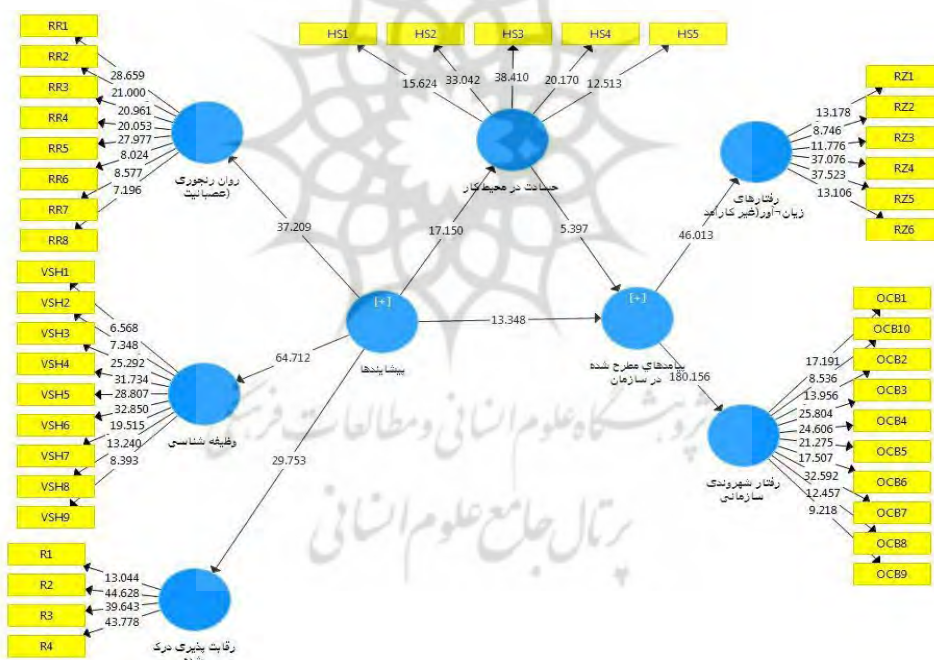 RR1
RR2
RR3
RR4
RR5
RR6
RR7
RR8
28.659
21.000
20.961
20.053
27.977
8.024
8.577
7.196
روان رنجوری
(عصبانیت
HS1
HS2
HS3
HS4
HS5
15.624
33.042
38.410
20.170
12.513
حسادت در محیط کار
RZ1
RZ2
RZ3
RZ4
RZ5
RZ6
13.178
8.746
11.776
37.076
37.523
13.106
رفتارهای
زیان¬آور(غیر کارآمد
37.209
17.150
5.397
46.013
[+]
پیشایندها
13.348
[+]
پیامدهای مطرح شده
در سازمان
180.156
64.712
29.753
VSH1
VSH2
VSH3
VSH4
VSH5
VSH6
VSH7
VSH8
VSH9
6.568
7.348
25.292
31.734
28.807
32.850
19.515
13.240
8.393
وظیفه شناسی
OCB1
OCB10
OCB2
OCB3
OCB4
OCB5
OCB6
OCB7
OCB8
OCB9
17.191
8.536
13.956
25.804
24.606
21.275
17.507
32.592
12.457
9.218
رفتار شهروندی
سازمانی
R1
R2
R3
R4
13.044
44.628
39.643
43.778
رقابت پذیری درک
شده
پژوهشگاه علوم انسانی و مطالعات فرهنگی
پرتال جامع علوم انسانی